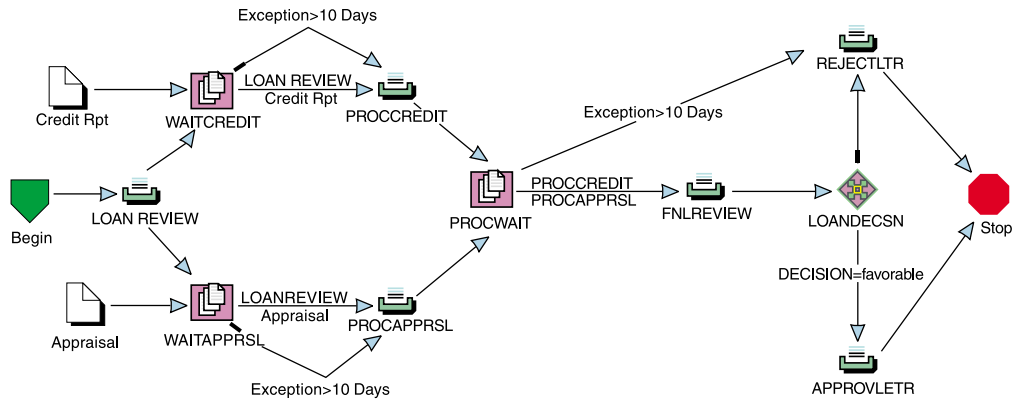 Exception>10 Days
REJECTLTR
LOAN REVIEW
Credit Rpt
Credit Rpt
WAITCREDIT
PROCCREDIT
Exception>10 Days
PROCCREDIT
PROCAPPRSL
LOAN REVIEW
Begin
PROCWAIT
FNLREVIEW
LOANDECSN
Stop
DECISION=favorable
LOANREVIEW
Appraisal
Appraisal
WAITAPPRSL
PROCAPPRSL
Exception>10 Days
APPROVLETR